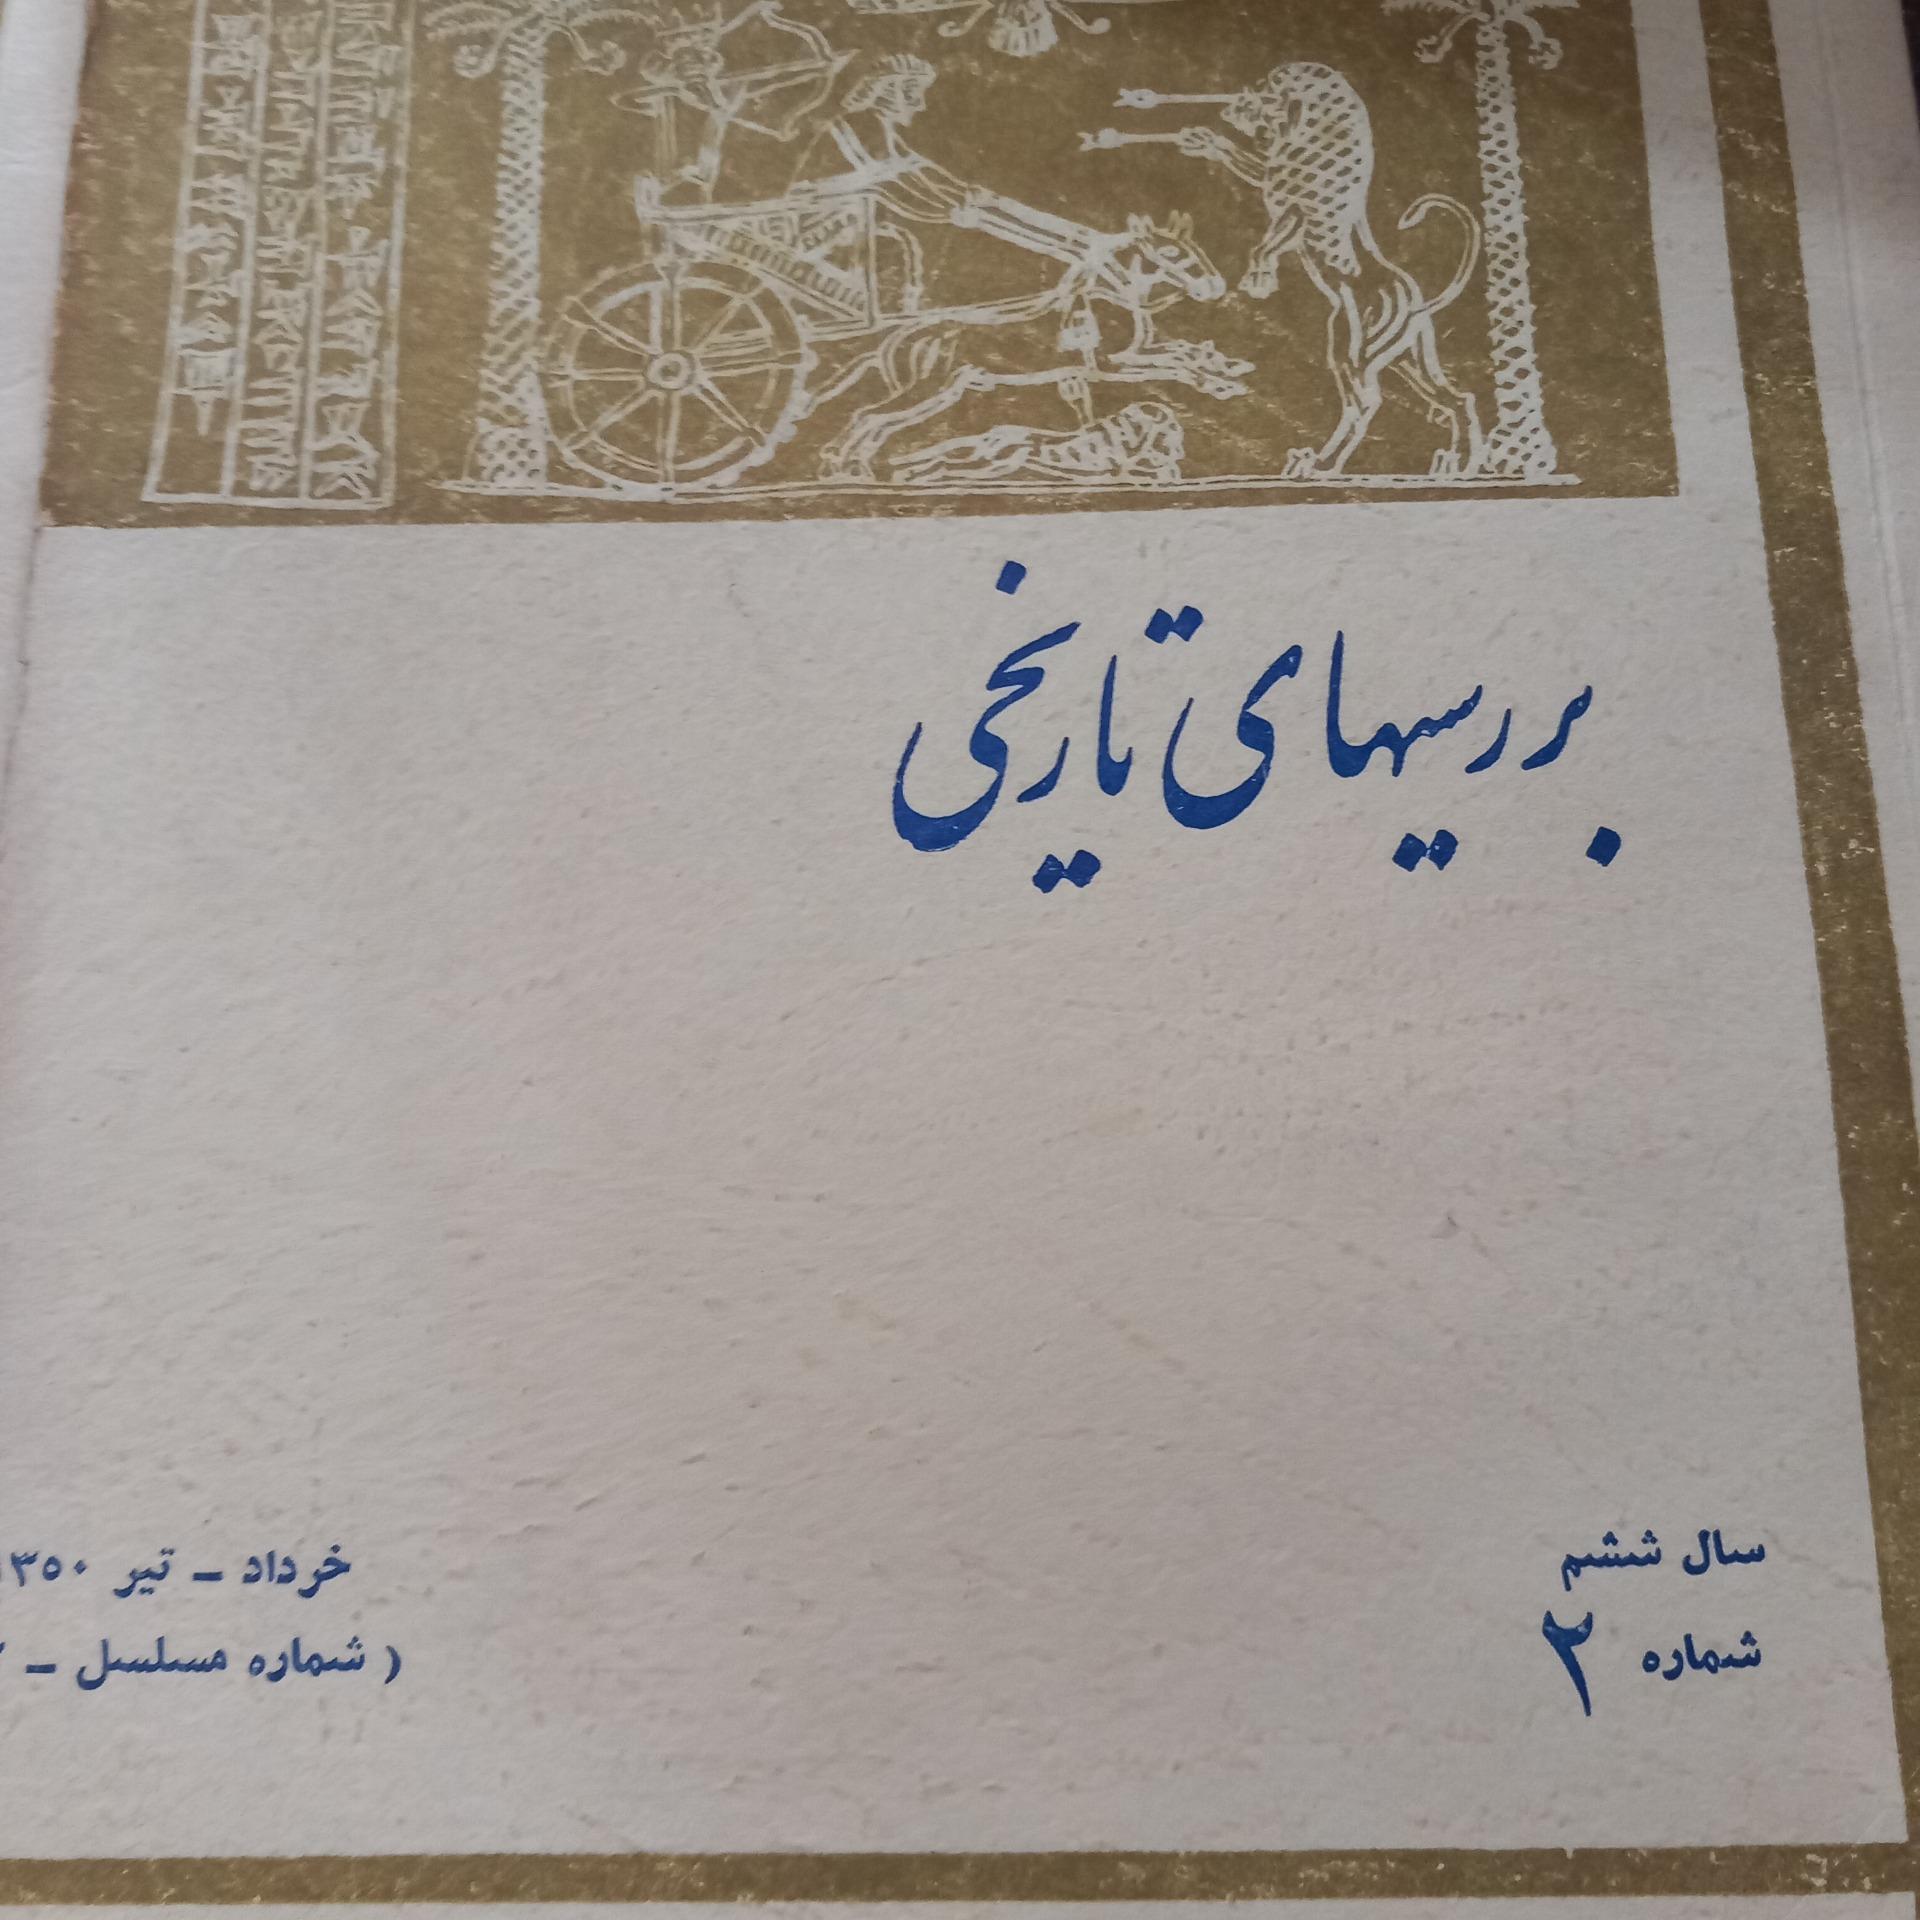 بررسیهای تاریخی
سال ششم
شماره ۲
خرداد ـ تیر ۱۳۵۰
( شماره مسلسل ـ